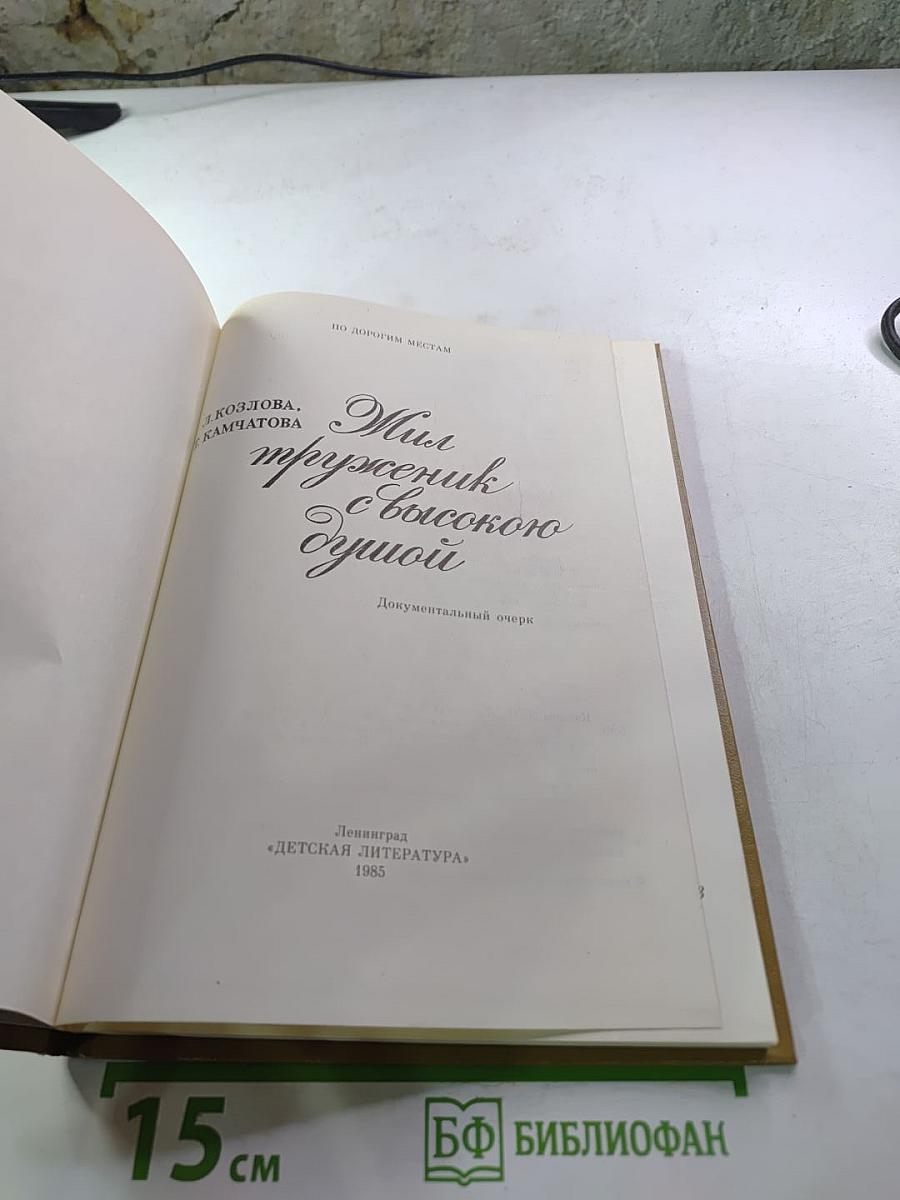 ПО ДОРОГИМ МЕСТАМ
Л. КОЗЛОВА,
КАМЧАТОВА
Жил
труженик
с высокою
душой
Документальный очерк
Ленинград
«ДЕТСКАЯ ЛИТЕРАТУРА»
1985
3
15 см
БФ БИБЛИОФАН